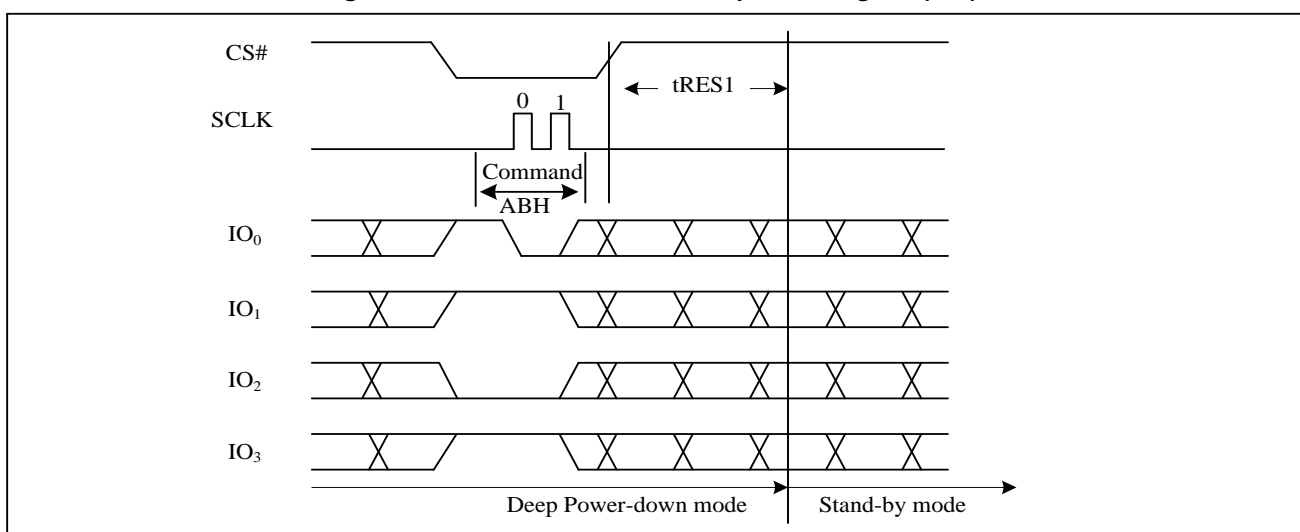 CS#
tRES1
0 1
SCLK
Command
ABH
IO0
IO1
IO2
IO3
Deep Power-down mode
Stand-by mode